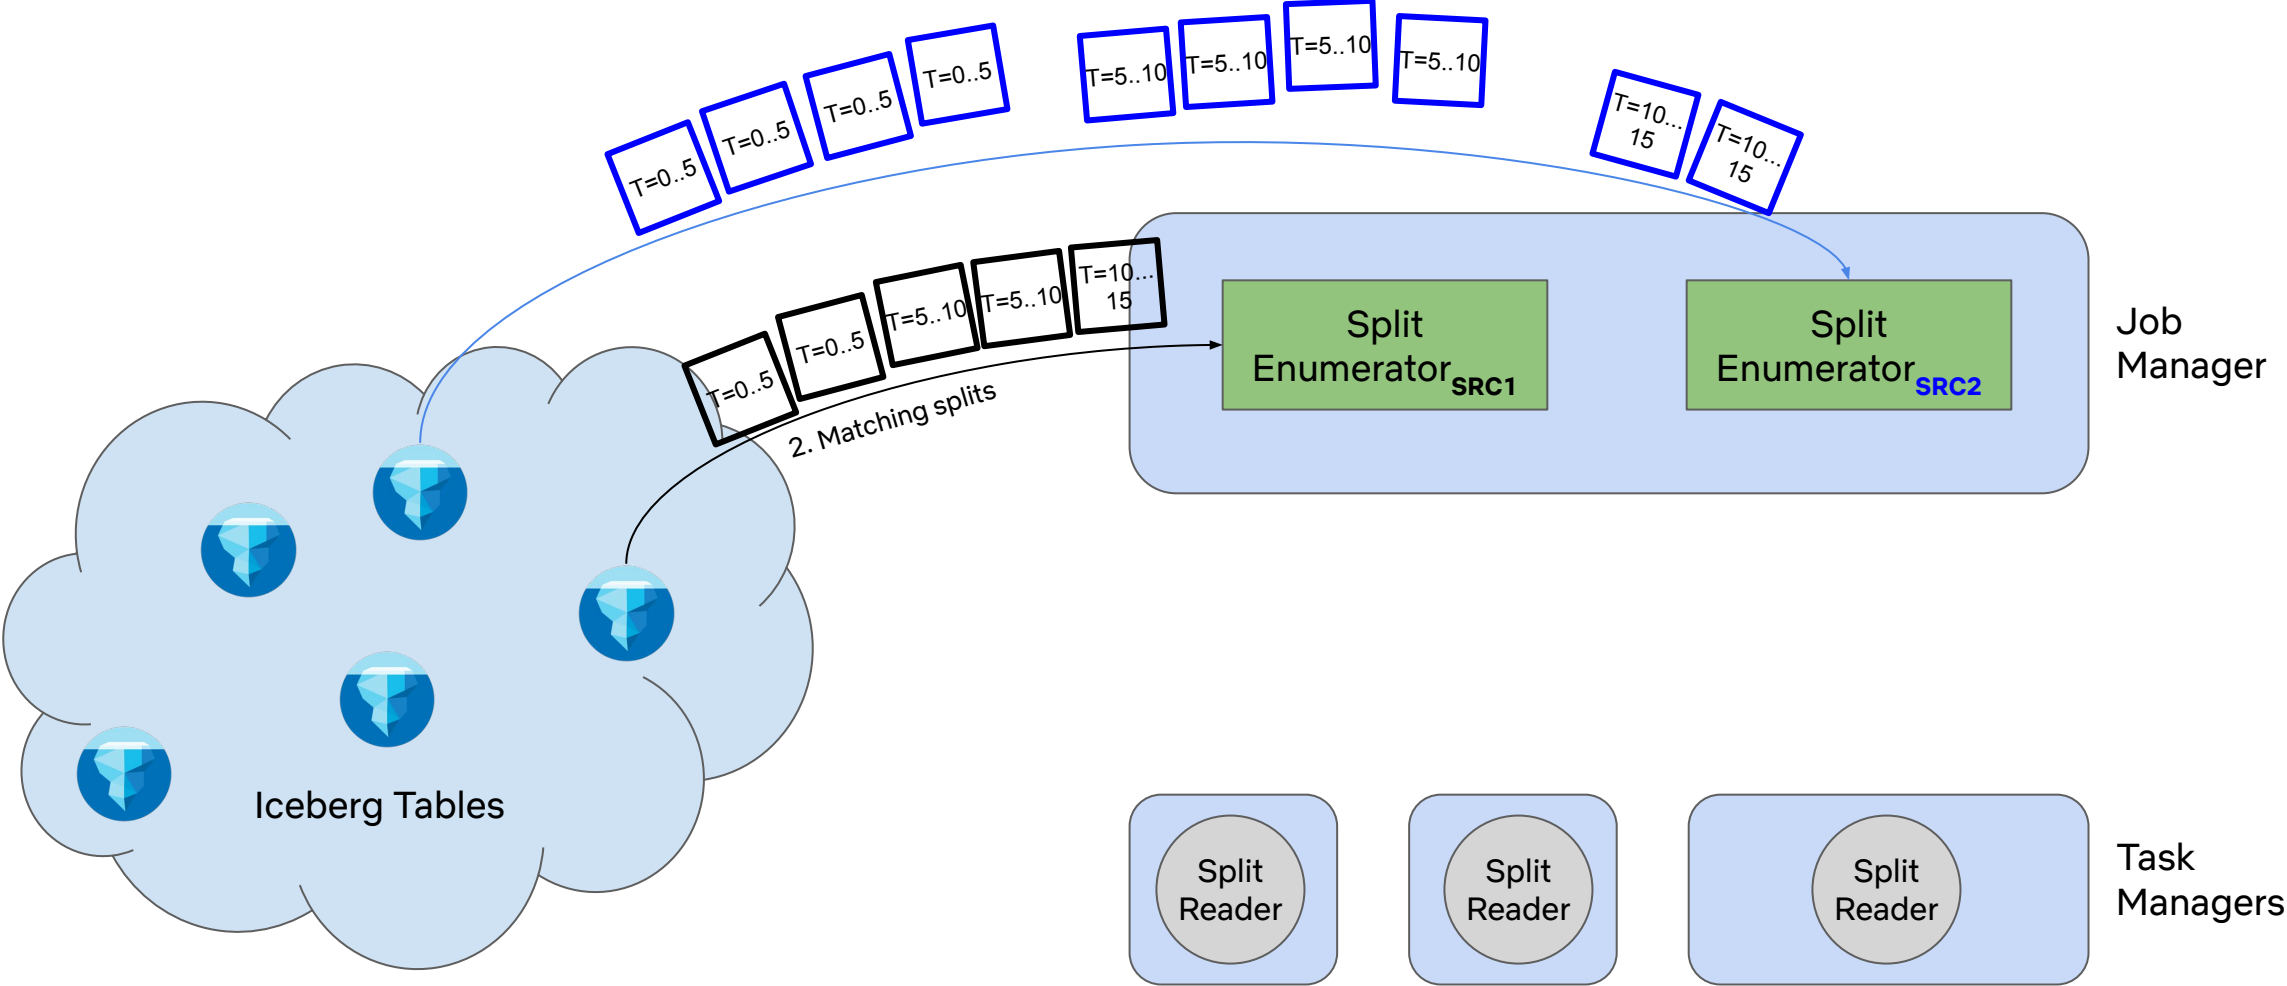 T=0..5
T=0..5
T=0..5
T=0..5
T=5..10
T=5..10
T=5..10
T=5..10
T=10...
15
T=10...
15
T=0..5
T=0..5
T=5..10
T=5..10
T=10...
15
2. Matching splits
Split
EnumeratorSRC1
Split
EnumeratorSRC2
Job
Manager
Iceberg Tables
Split
Reader
Split
Reader
Split
Reader
Task
Managers